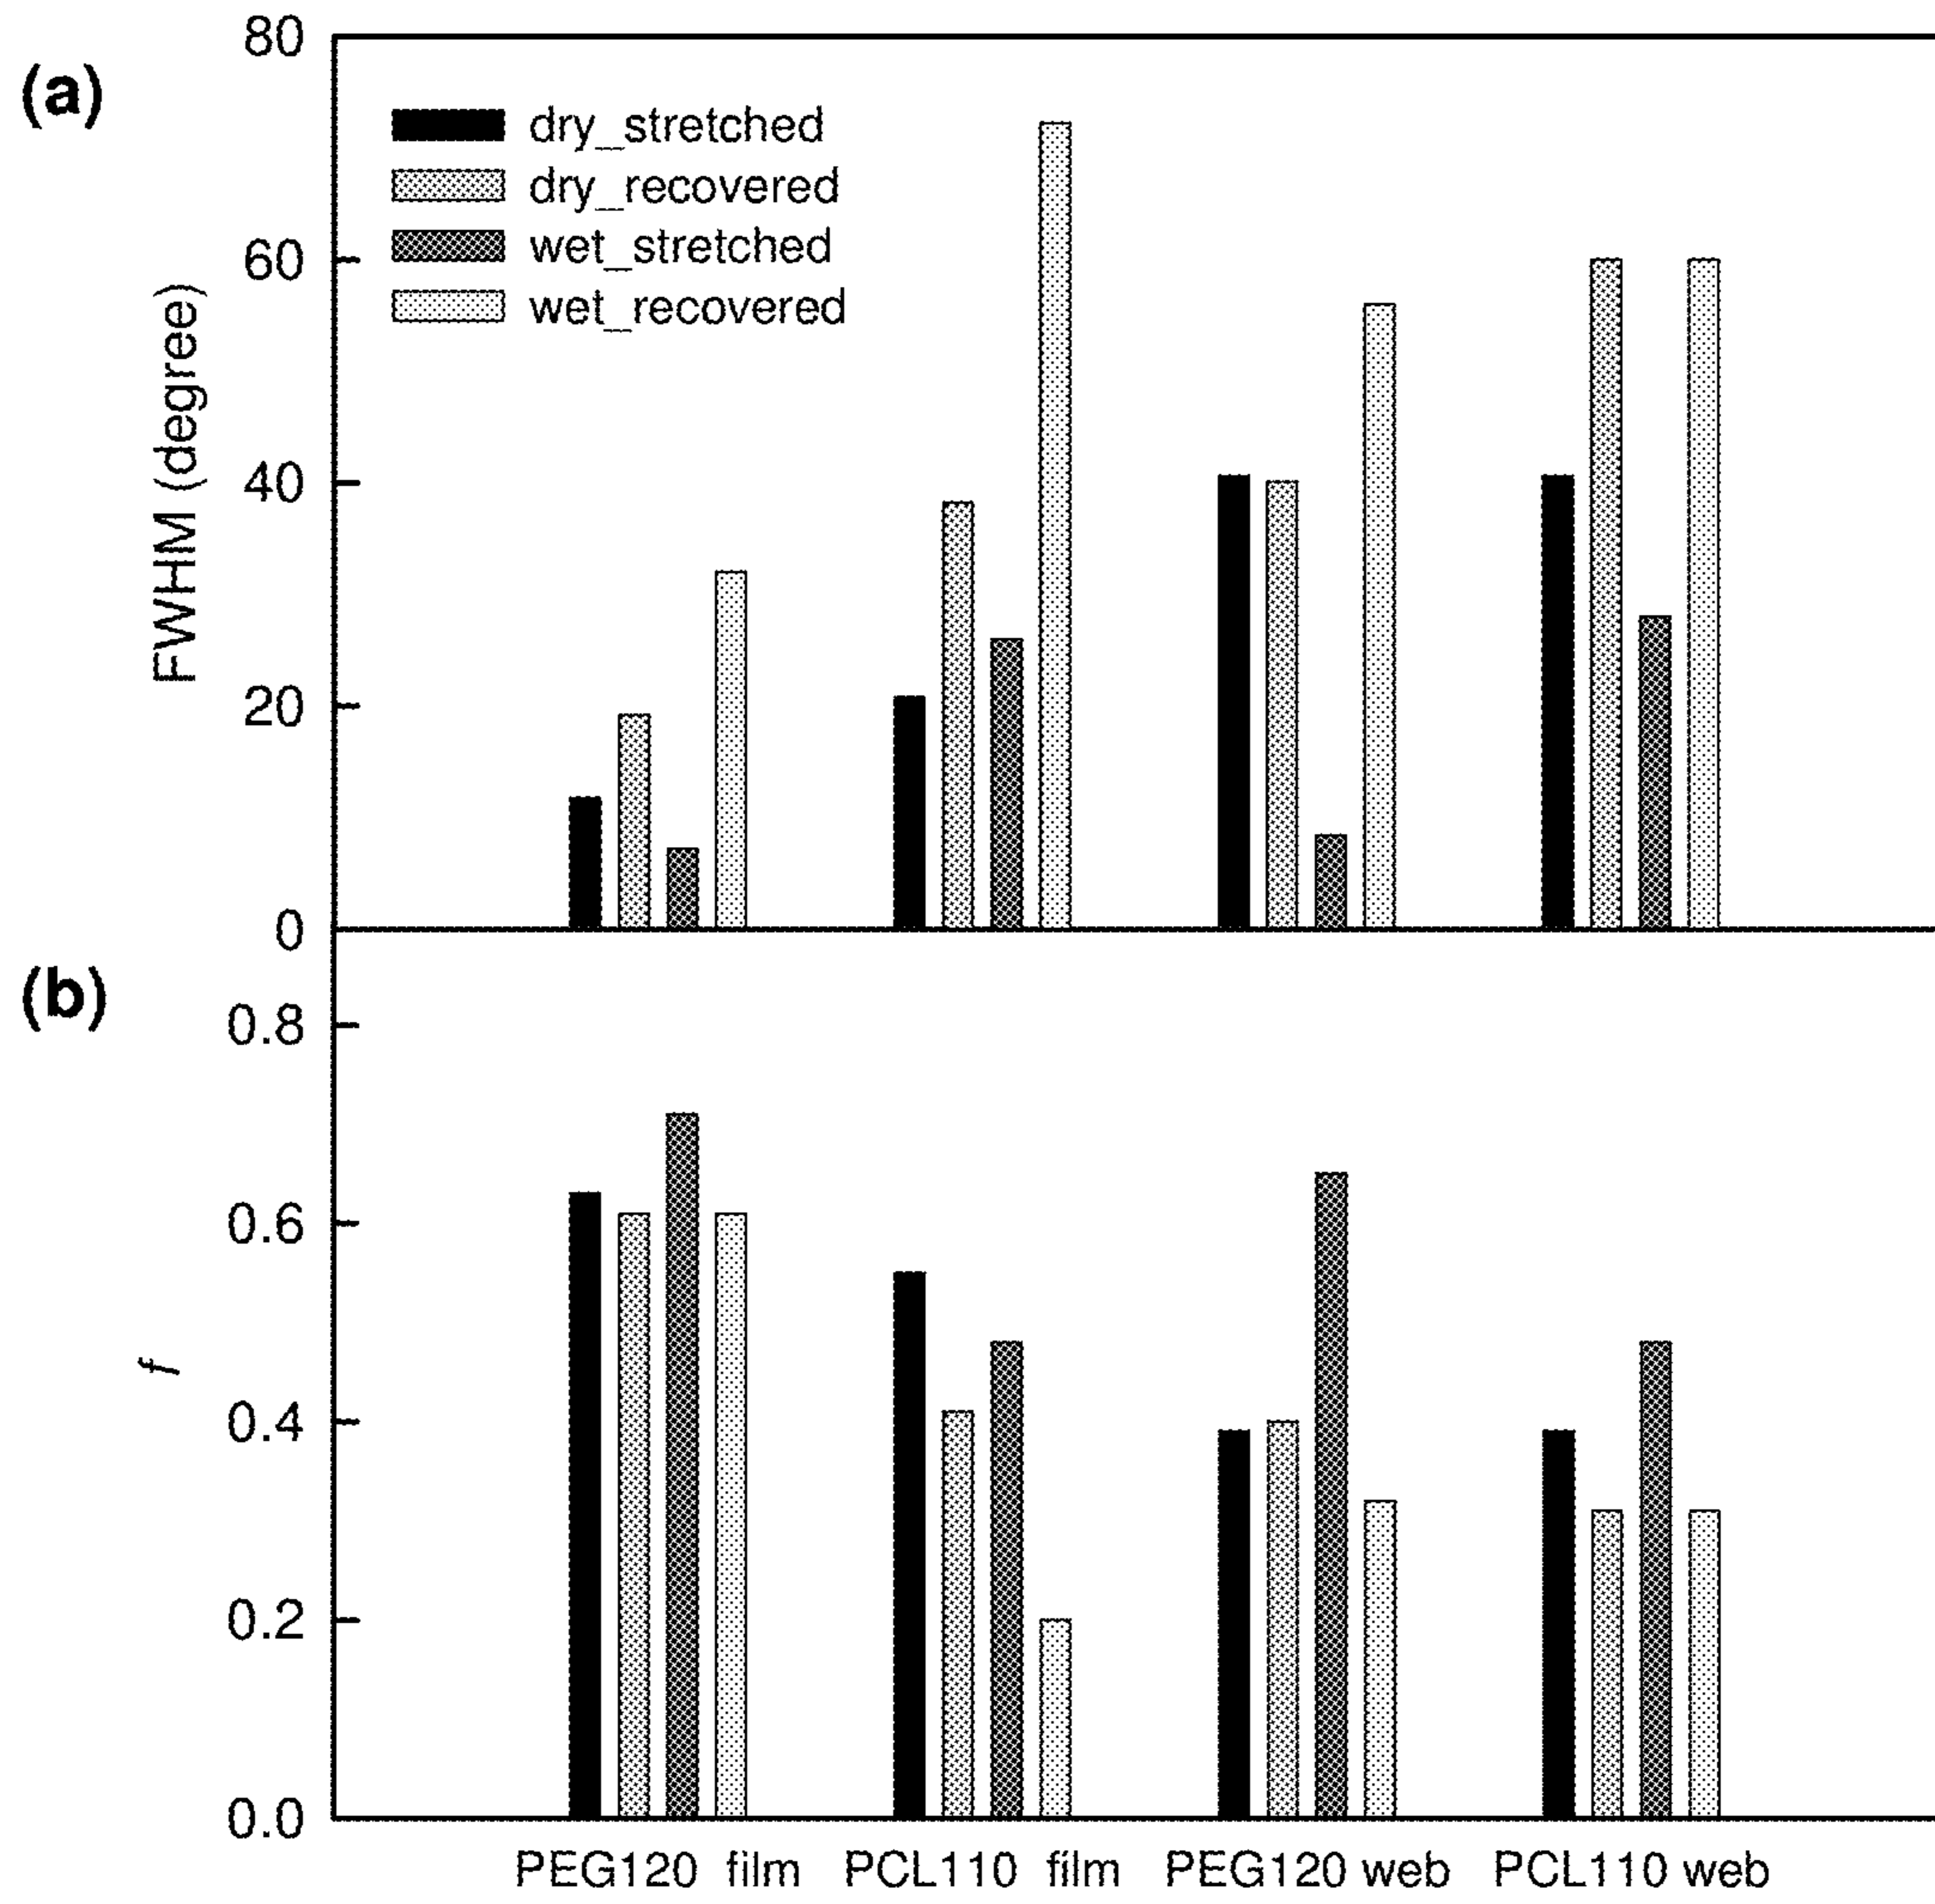 (a)
80
60
40
20
0
FWHM (degree)
dry_stretched
dry_recovered
wet_stretched
wet_recovered
(b)
0.8
0.6
0.4
0.2
0.0
f
PEG120 film PCL110 film PEG120 web PCL110 web